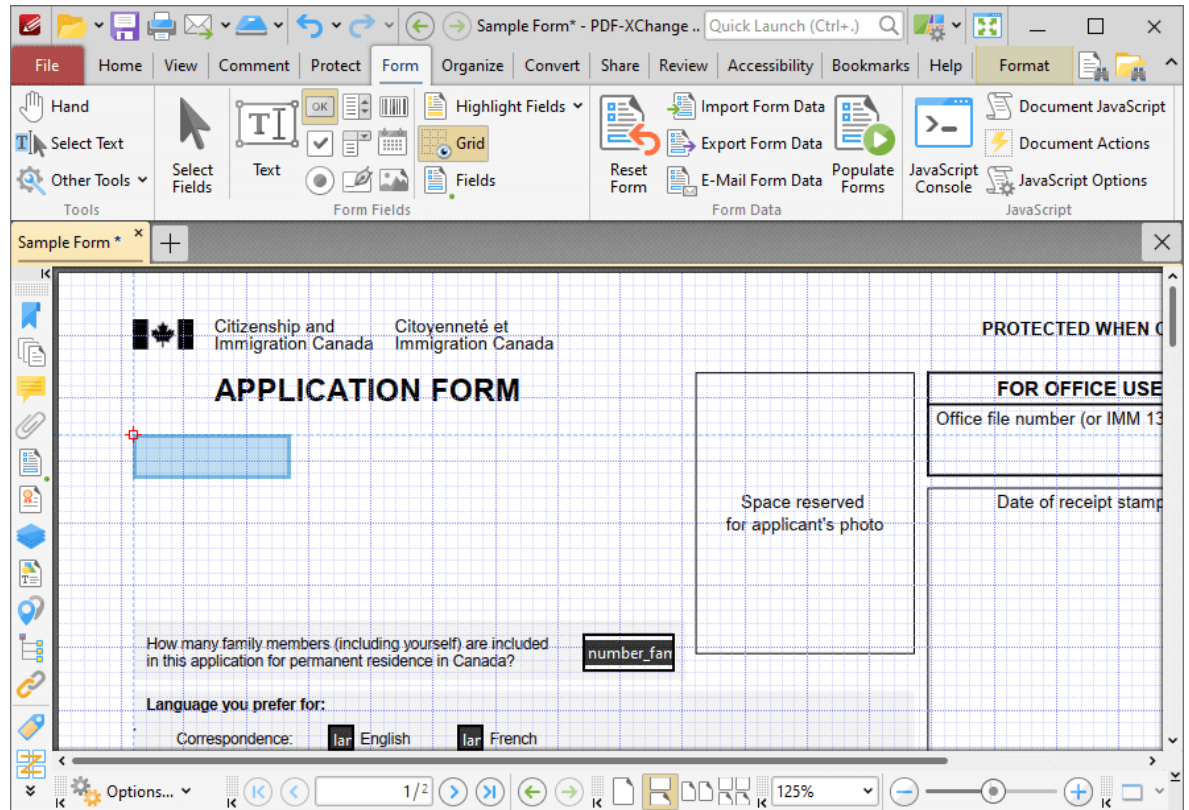 Sample Form* - PDF-XChange .. Quick Launch (Ctrl+.)
File Home View Comment Protect Form Organize Convert Share Review Accessibility Bookmarks Help Format
Hand
Select Text
Other Tools
Tools
Select Fields
Text
OK
Highlight Fields
Grid
Fields
Form Fields
Reset Form
Import Form Data
Export Form Data
E-Mail Form Data
Populate Forms
Form Data
JavaScript Console
Document JavaScript
Document Actions
JavaScript Options
JavaScript
Sample Form *
Citizenship and Immigration Canada
Citoyenneté et Immigration Canada
PROTECTED WHEN
APPLICATION FORM
FOR OFFICE USE
Office file number (or IMM 13
Space reserved
for applicant's photo
Date of receipt stamp
How many family members (including yourself) are included
in this application for permanent residence in Canada?
number_fam
Language you prefer for:
Correspondence: lar English lar French
Options... 1/2 125%